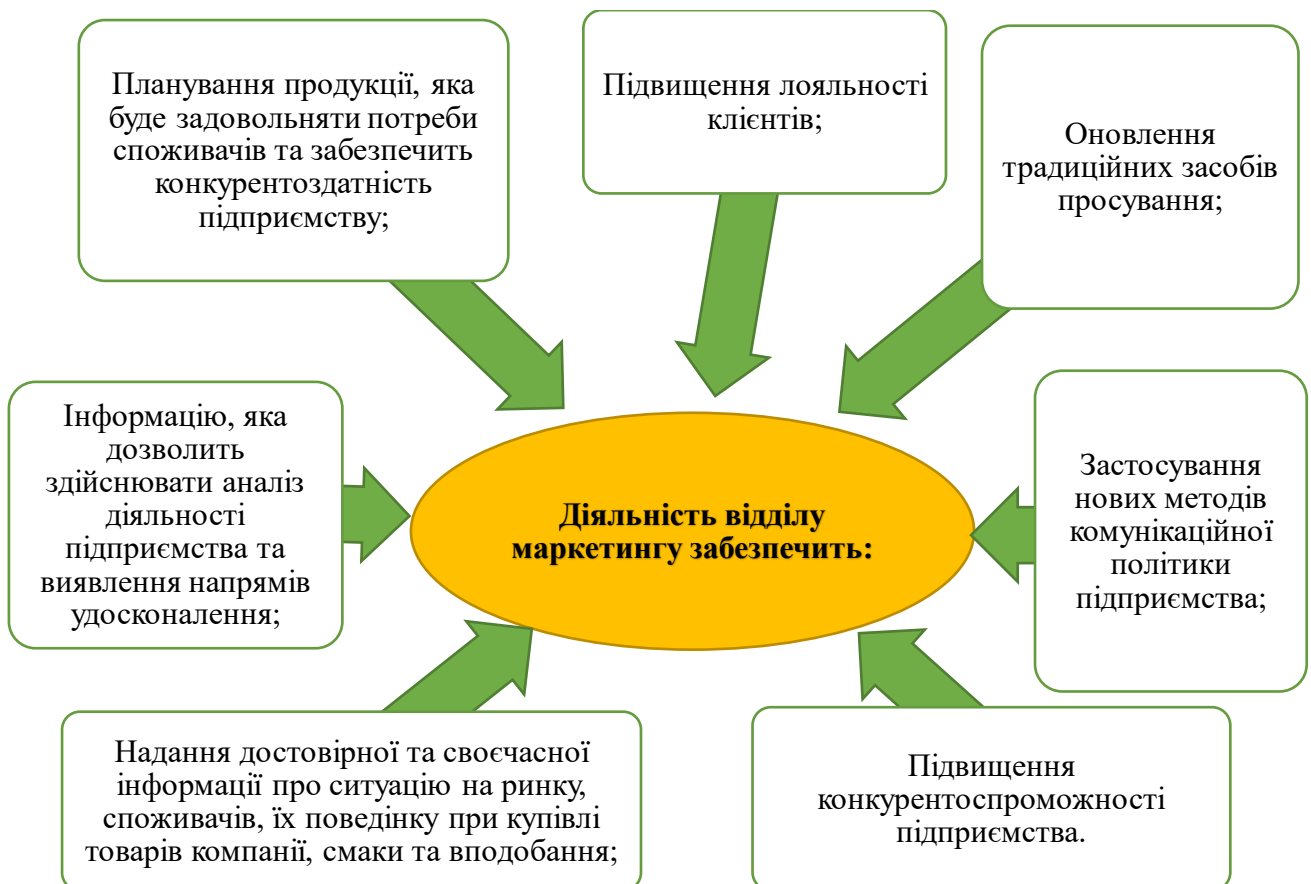 Планування продукції, яка
буде задовольняти потреби
споживачів та забезпечить
конкурентоздатність
підприємству;
Підвищення лояльності
клієнтів;
Оновлення
традиційних засобів
просування;
Інформацію, яка
дозволить
здійснювати аналіз
діяльності
підприємства та
виявлення напрямів
удосконалення;
Діяльність відділу
маркетингу забезпечить:
Застосування
нових методів
комунікаційної
політики
підприємства;
Надання достовірної та своєчасної
інформації про ситуацію на ринку,
споживачів, їх поведінку при купівлі
товарів компанії, смаки та вподобання;
Підвищення
конкурентоспроможності
підприємства.